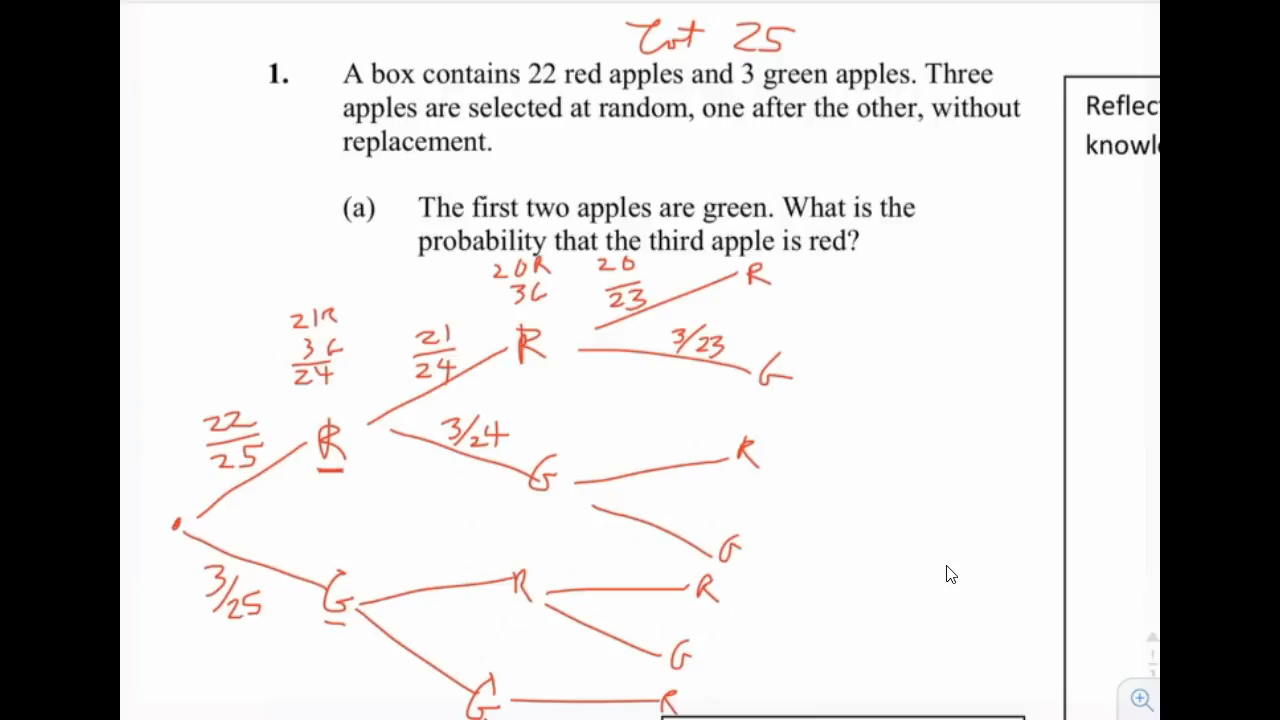 Tot 25
1. A box contains 22 red apples and 3 green apples. Three
apples are selected at random, one after the other, without
replacement.
Reflec
knowl
(a) The first two apples are green. What is the
probability that the third apple is red?
20R
3G
20
23
R
21R
3G
24
21
24
R
3/23
G
22
25
R
3/24
G
R
G
3/25
G
R
R
G
G
R